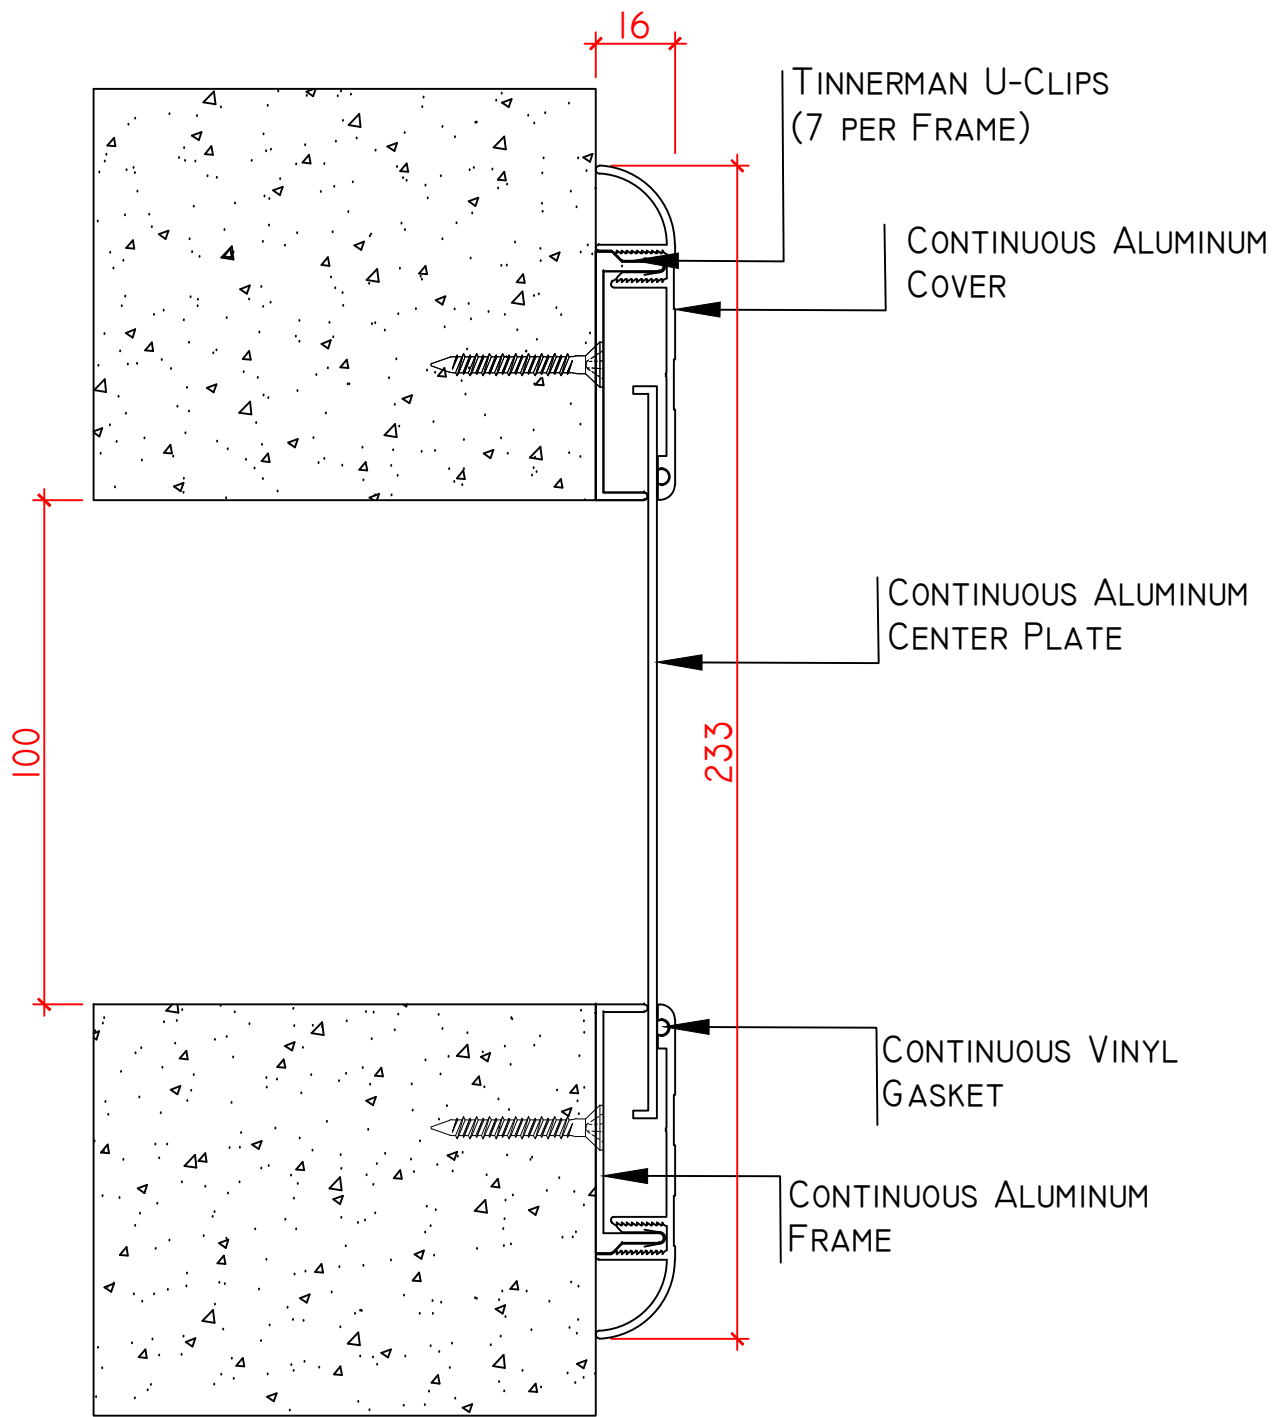 16
TINNERMAN U-CLIPS
(7 PER FRAME)
CONTINUOUS ALUMINUM
COVER
CONTINUOUS ALUMINUM
CENTER PLATE
100
233
CONTINUOUS VINYL
GASKET
CONTINUOUS ALUMINUM
FRAME